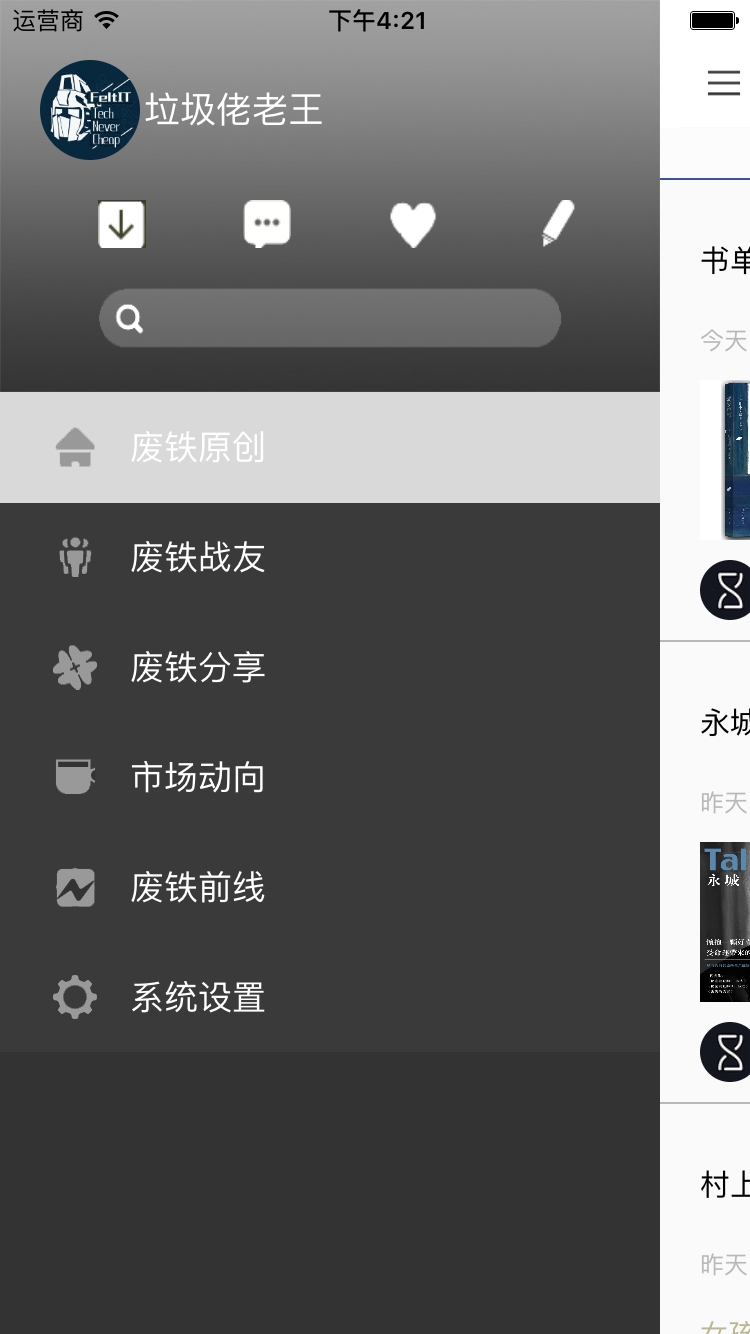 运营商
下午4:21
FeltIT
Tech
Never
Cheap
垃圾佬老王
废铁原创
废铁战友
废铁分享
市场动向
废铁前线
系统设置
书单
今天
永城
昨天
Tal
永城
村上
昨天
女孩